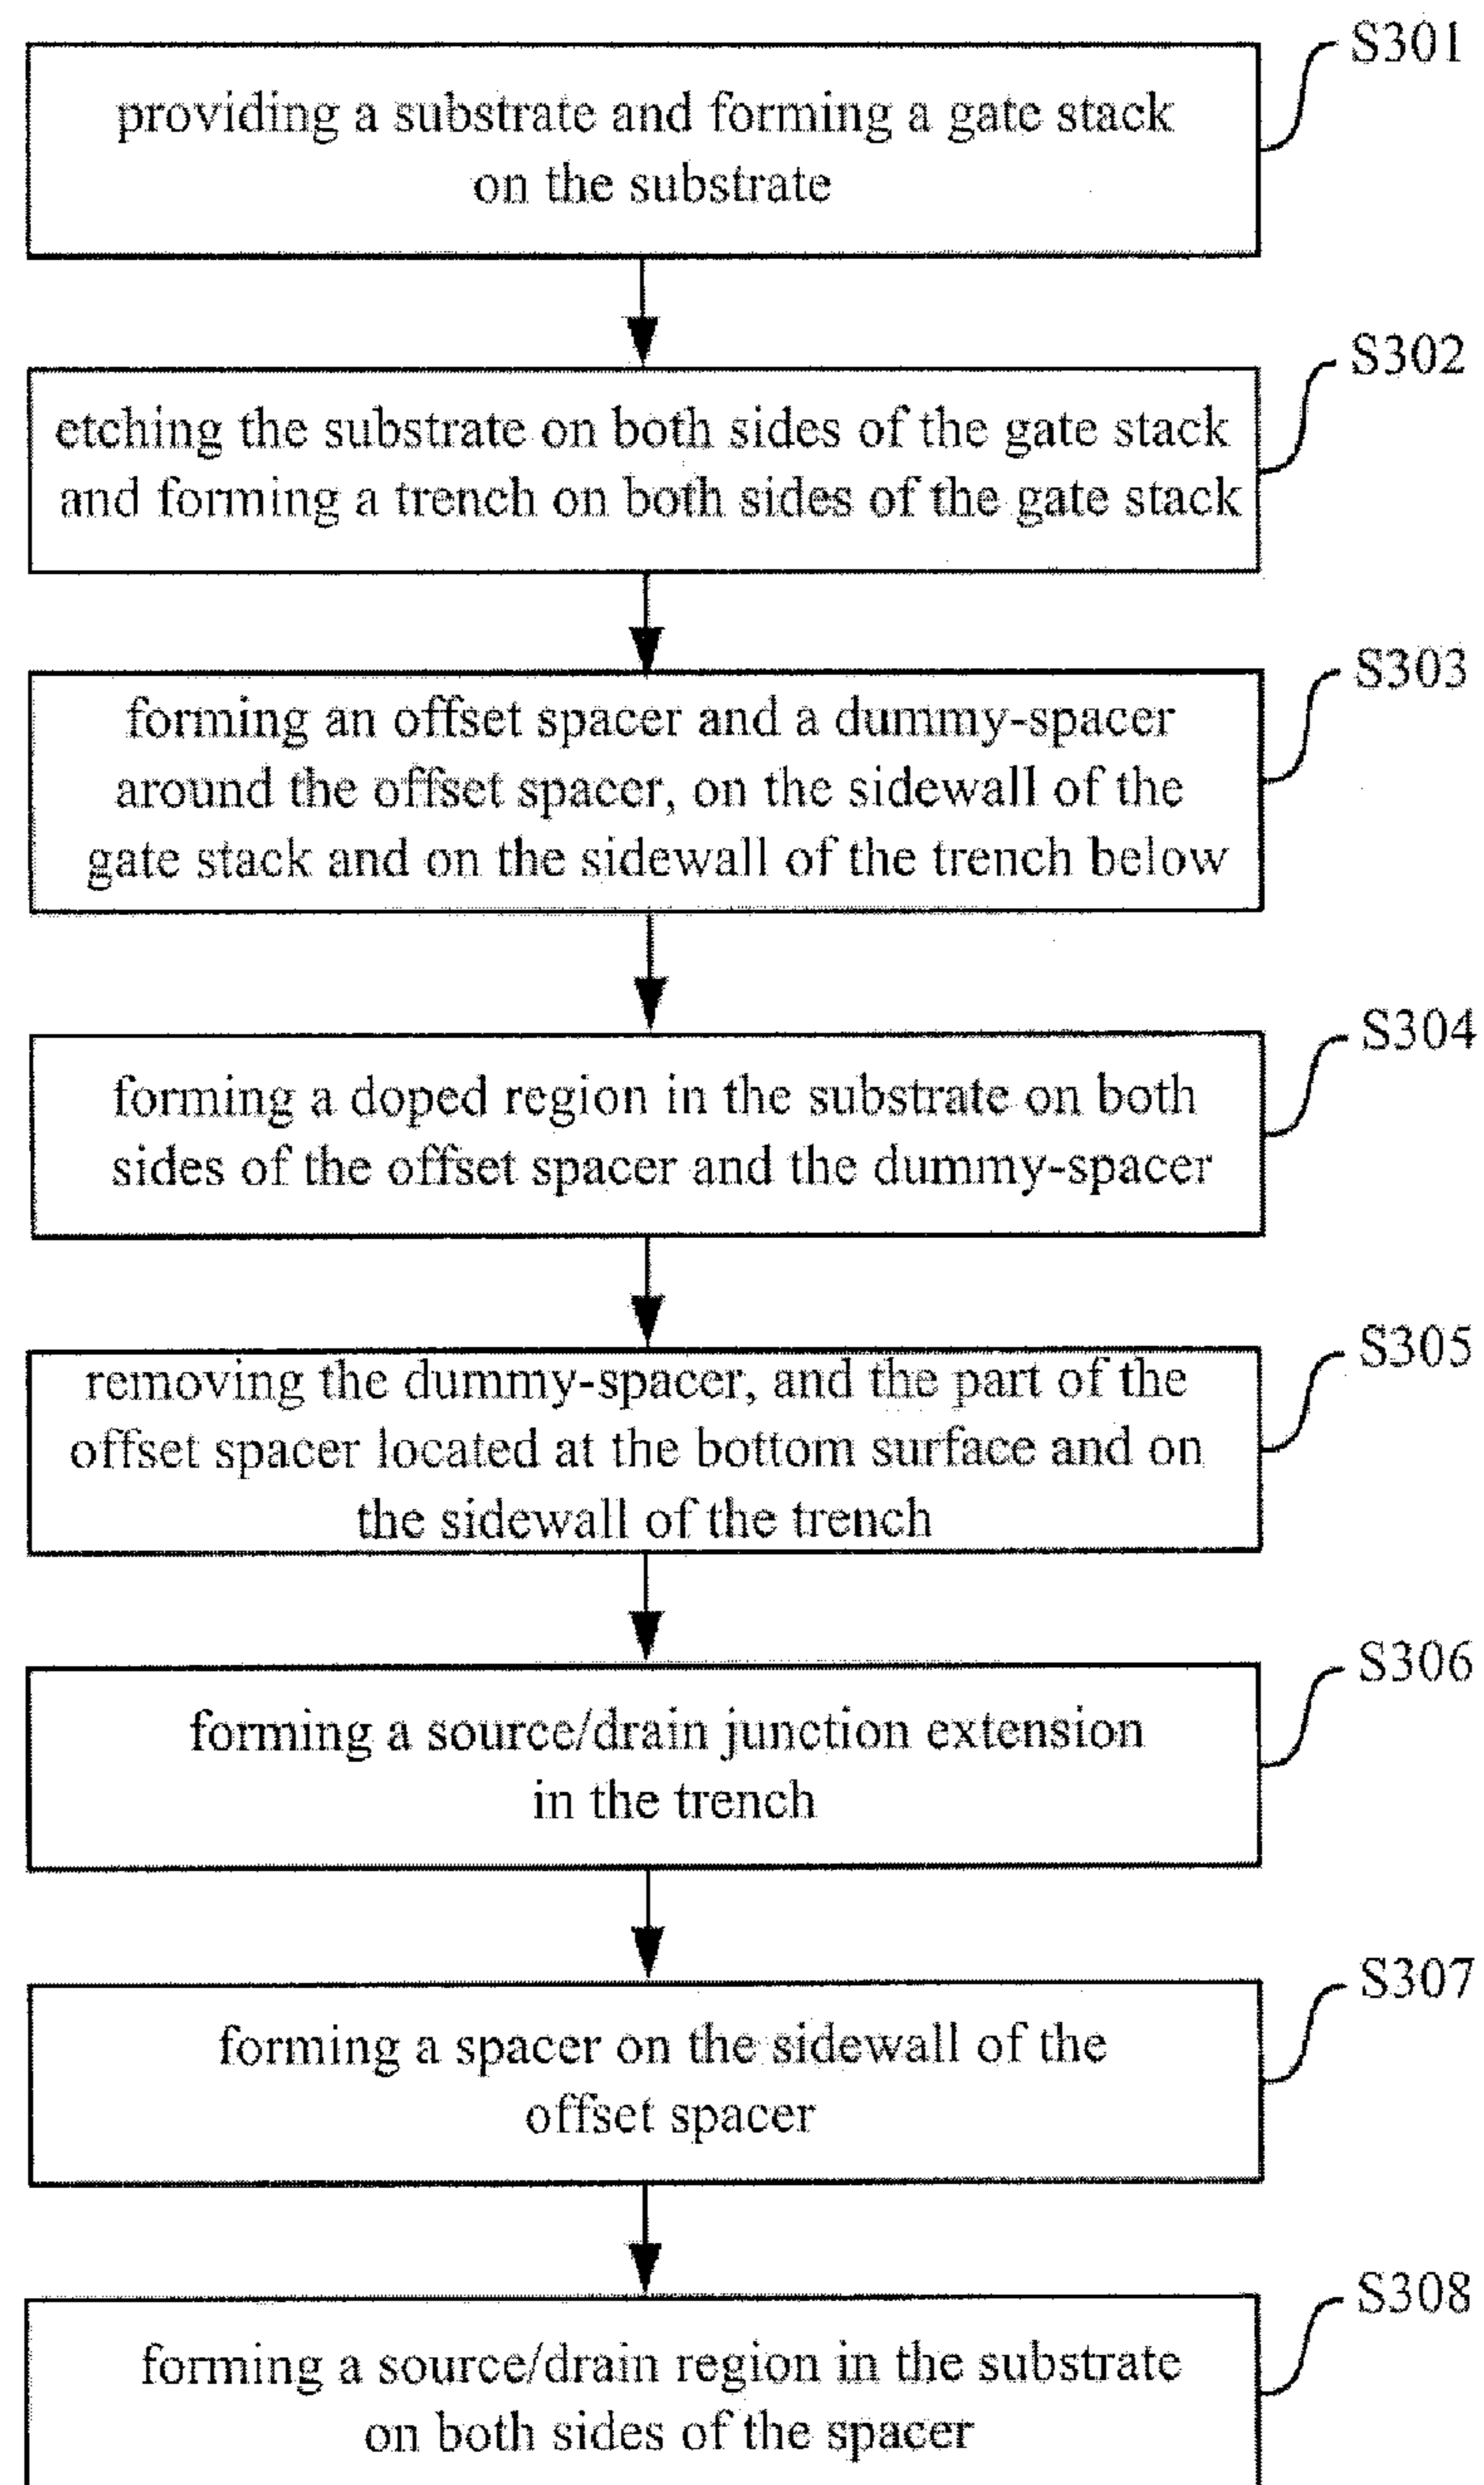 S301
providing a substrate and forming a gate stack
on the substrate
S302
etching the substrate on both sides of the gate stack
and forming a trench on both sides of the gate stack
S303
forming an offset spacer and a dummy-spacer
around the offset spacer, on the sidewall of the
gate stack and on the sidewall of the trench below
S304
forming a doped region in the substrate on both
sides of the offset spacer and the dummy-spacer
S305
removing the dummy-spacer, and the part of the
offset spacer located at the bottom surface and on
the sidewall of the trench
S306
forming a source/drain junction extension
in the trench
S307
forming a spacer on the sidewall of the
offset spacer
S308
forming a source/drain region in the substrate
on both sides of the spacer